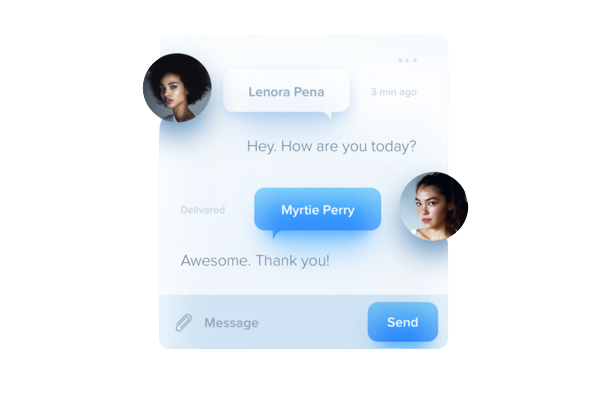 Lenora Pena
3 min ago
Hey. How are you today?
Delivered
Myrtie Perry
Awesome. Thank you!
Message
Send